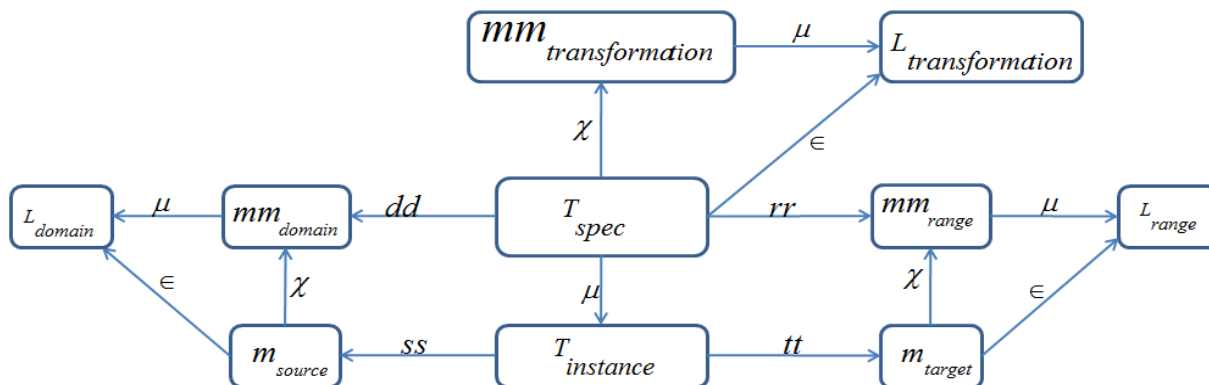 mm transformation μ L transformation
χ ∈
L domain μ mm domain dd T spec rr mm range μ L range
∈ χ μ χ ∈
m source ss T instance tt m target